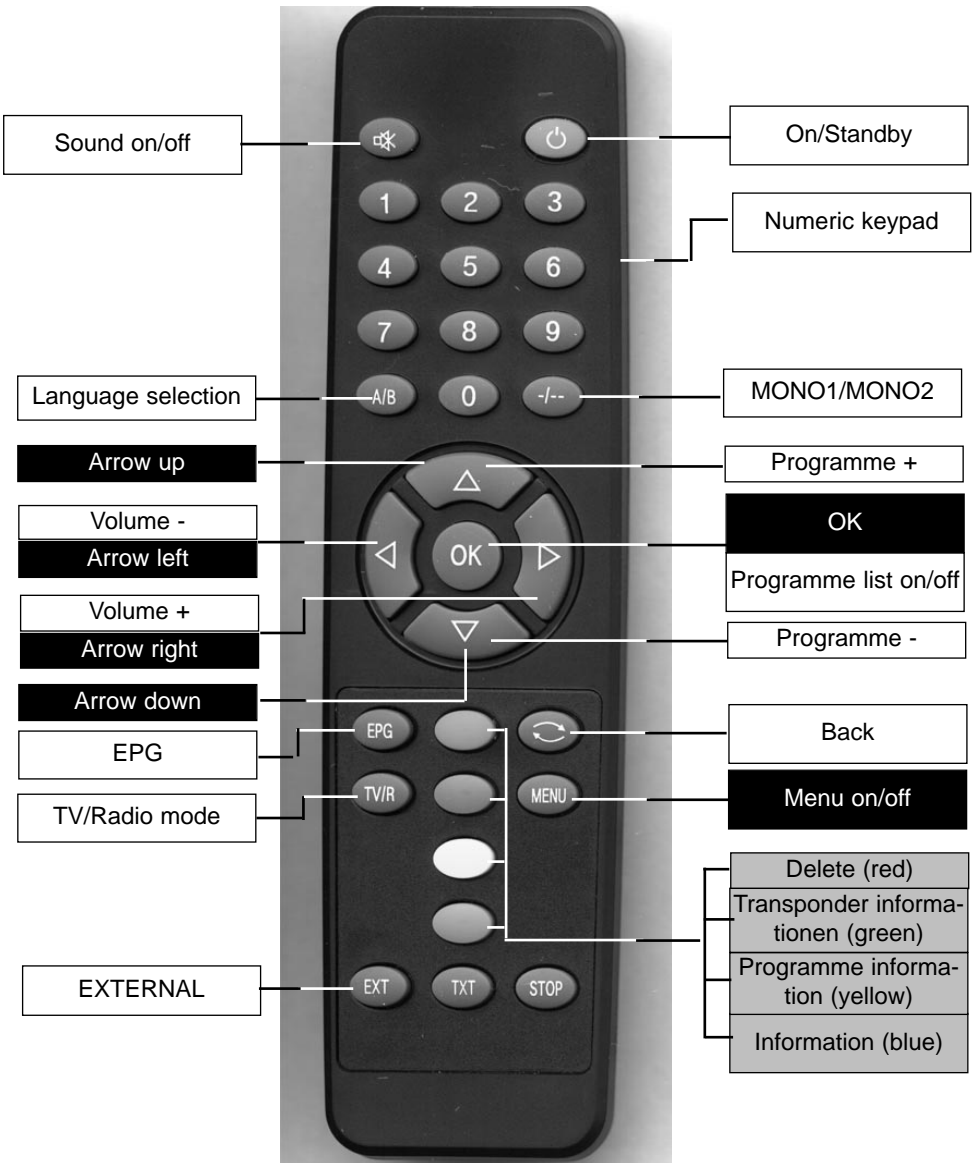 Sound on/off
On/Standby
1
2
3
Numeric keypad
4
5
6
7
8
9
Language selection
A/B
0
-/--
MONO1/MONO2
Arrow up
Programme +
Volume -
Arrow left
OK
OK
Programme list on/off
Volume +
Arrow right
Programme -
Arrow down
EPG
EPG
Back
TV/Radio mode
TV/R
MENU
Menu on/off
Delete (red)
Transponder informa-
tionen (green)
Programme informa-
tion (yellow)
Information (blue)
EXTERNAL
EXT
TXT
STOP